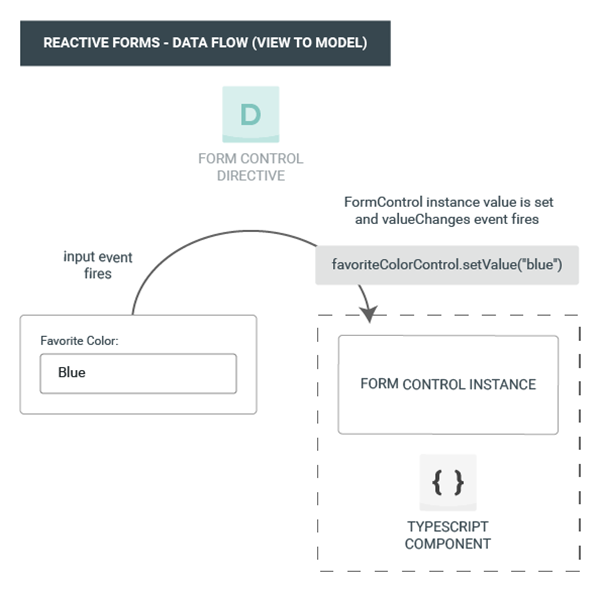 REACTIVE FORMS - DATA FLOW (VIEW TO MODEL)
D
FORM CONTROL
DIRECTIVE
FormControl instance value is set
and valueChanges event fires
input event
fires
favoriteColorControl.setValue("blue")
Favorite Color:
Blue
FORM CONTROL INSTANCE
{ }
TYPESCRIPT
COMPONENT